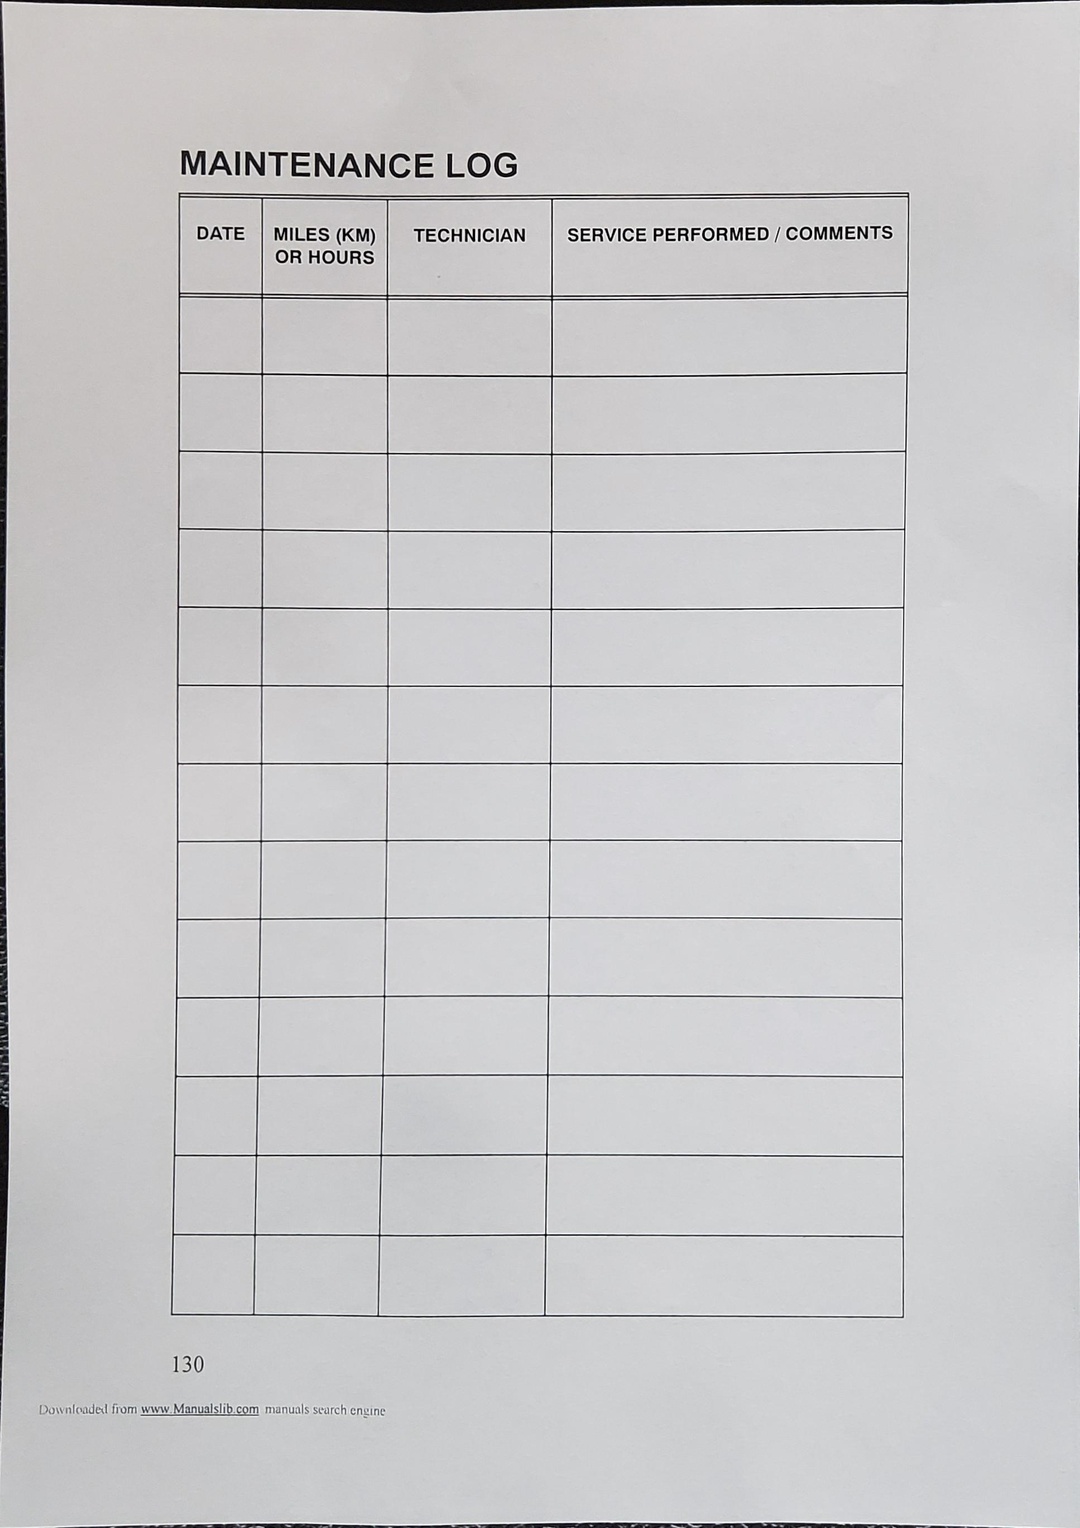 MAINTENANCE LOG
DATE
MILES (KM)
OR HOURS
TECHNICIAN
SERVICE PERFORMED / COMMENTS
130
Downloaded from www.Manualslib.com manuals search engine